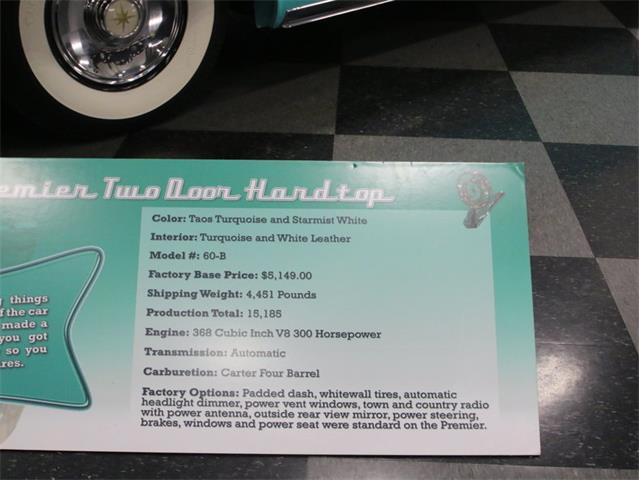 Two Door Hardtop
Color: Taos Turquoise and Starmist White
Interior: Turquoise and White Leather
Model #: 60-B
Factory Base Price: $5,149.00
Shipping Weight: 4,451 Pounds
Production Total: 15,185
Engine: 368 Cubic Inch V8 300 Horsepower
Transmission: Automatic
Carburetion: Carter Four Barrel
Factory Options: Padded dash, whitewall tires, automatic
headlight dimmer, power vent windows, town and country radio
with power antenna, outside rear view mirror, power steering,
brakes, windows and power seat were standard on the Premier.
things
f the car
made a
you got
so you
res.